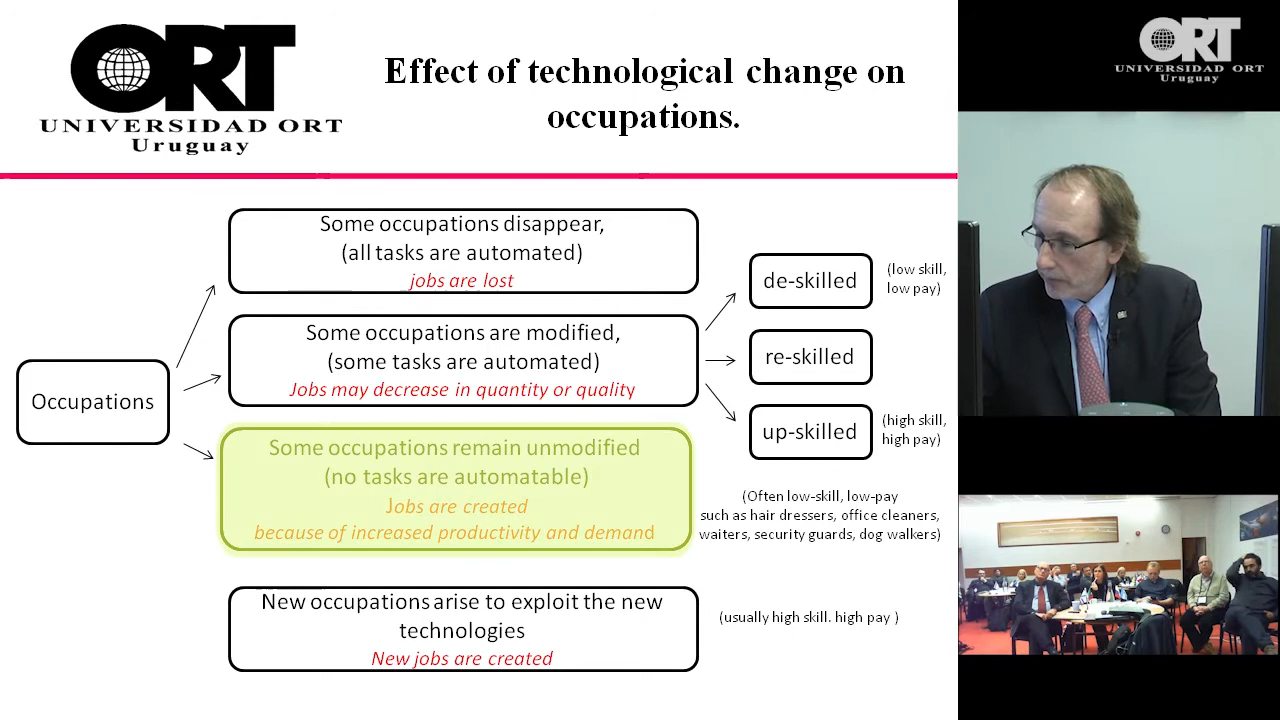 ORT
UNIVERSIDAD ORT
Uruguay
Effect of technological change on
occupations.
ORT
UNIVERSIDAD ORT
Uruguay
Occupations
Some occupations disappear,
(all tasks are automated)
jobs are lost
Some occupations are modified,
(some tasks are automated)
Jobs may decrease in quantity or quality
de-skilled
(low skill,
low pay)
re-skilled
up-skilled
(high skill,
high pay)
Some occupations remain unmodified
(no tasks are automatable)
Jobs are created
because of increased productivity and demand
(Often low-skill, low-pay
such as hair dressers, office cleaners,
waiters, security guards, dog walkers)
New occupations arise to exploit the new
technologies
New jobs are created
(usually high skill. high pay )